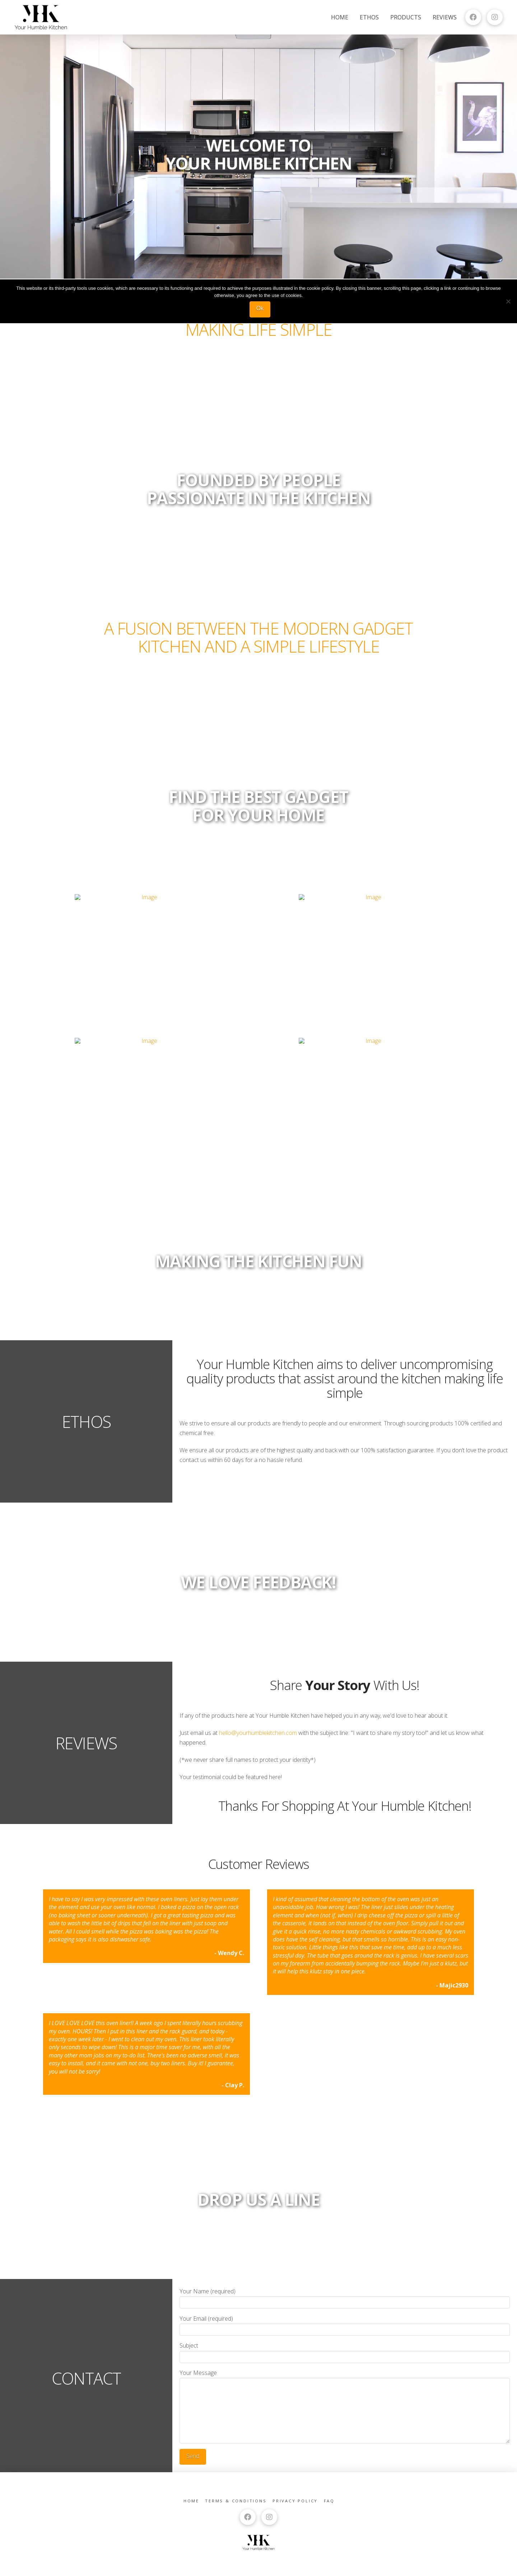 YHK
Your Humble Kitchen
HOME ETHOS PRODUCTS REVIEWS
WELCOME TO
YOUR HUMBLE KITCHEN
This website or its third-party tools use cookies, which are necessary to its functioning and required to achieve the purposes illustrated in the cookie policy. By closing this banner, scrolling this page, clicking a link or continuing to browse
otherwise, you agree to the use of cookies.
Ok
MAKING LIFE SIMPLE
FOUNDED BY PEOPLE
PASSIONATE IN THE KITCHEN
A FUSION BETWEEN THE MODERN GADGET
KITCHEN AND A SIMPLE LIFESTYLE
FIND THE BEST GADGET
FOR YOUR HOME
image image
image image
MAKING THE KITCHEN FUN
ETHOS
Your Humble Kitchen aims to deliver uncompromising
quality products that assist around the kitchen making life
simple
We strive to ensure all our products are friendly to people and our environment. Through sourcing products 100% certified and
chemical free.
We ensure all our products are of the highest quality and back with our 100% satisfaction guarantee. If you don't love the product
contact us within 60 days for a no hassle refund.
WE LOVE FEEDBACK!
REVIEWS
Share Your Story With Us!
If any of the products here at Your Humble Kitchen have helped you in any way, we'd love to hear about it.
Just email us at hello@yourhumblekitchen.com with the subject line: "I want to share my story too!" and let us know what
happened.
(*we never share full names to protect your identity*)
Your testimonial could be featured here!
Thanks For Shopping At Your Humble Kitchen!
Customer Reviews
I have to say I was very impressed with these oven liners. Just lay them under
the element and use your oven like normal. I baked a pizza on the open rack
(no baking sheet or saucer underneath). I got a great tasting pizza and was
able to wash the little bit of drops that fell on the liner with just soap and
water. All I could smell while the pizza was baking was the pizza! The
packaging says it is also dishwasher safe.
- Wendy C.
I kind of assumed that cleaning the bottom of the oven was just an
unavoidable job. How wrong I was! The liner just slides under the heating
element and when (not if, when) I drip cheese off the pizza or spill a little of
the casserole, it lands on that instead of the oven floor. Simply pull it out and
give it a quick rinse, no more nasty chemicals or awkward scrubbing. My oven
does have the self cleaning, but that smells so horrible. This is an easy non
toxic solution. Little things like this that save me time, add up to a much less
stressful day. The tube that goes around the rack is genius. I have several scars
on my forearm from accidentally bumping the rack. Maybe I'm just a klutz, but
it will help this klutz stay in one piece.
- Majic2930
I LOVE LOVE LOVE this oven liner!! A week ago I spent literally hours scrubbing
my oven. HOURS! Then I put in this liner and the rack guard, and today -
exactly one week later - I went to clean out my oven. This liner took literally
only seconds to wipe down! This is a major time saver for me, with all the
many other mom jobs on my to-do list. There's been no adverse smell, it was
easy to install, and it came with not one, buy two liners. Buy it! I guarantee,
you will not be sorry!
- Clay P.
DROP US A LINE
CONTACT
Your Name (required)
Your Email (required)
Subject
Your Message
Send
HOME TERMS & CONDITIONS PRIVACY POLICY FAQ
YHK
Your Humble Kitchen